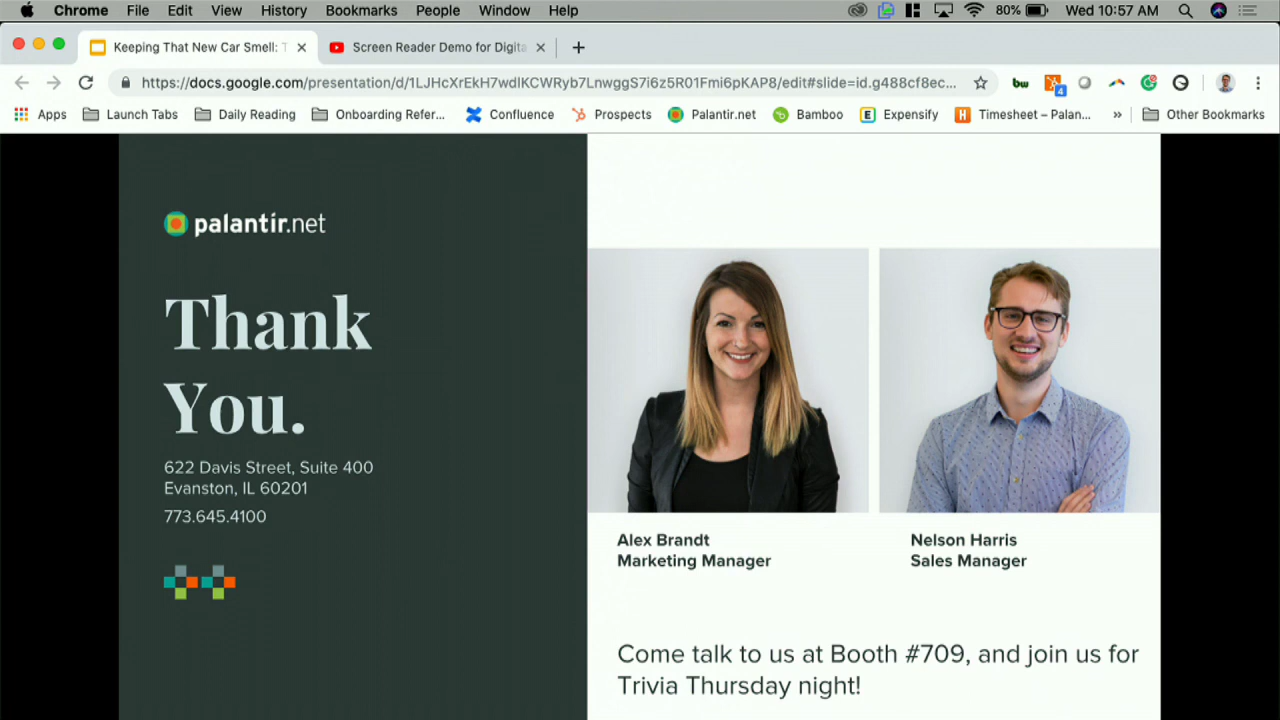 Chrome File Edit View History Bookmarks People Window Help 80% Wed 10:57 AM
Keeping That New Car Smell: T
Screen Reader Demo for Digita
https://docs.google.com/presentation/d/1LJHcXrEkH7wdlKCWRyb7LnwggS7i6z5R01Fmi6pKAP8/edit#slide=id.g488cf8ec...
bw
4
Apps Launch Tabs Daily Reading Onboarding Refer... Confluence Prospects Palantir.net Bamboo Expensify Timesheet – Palan... » Other Bookmarks
palantir.net
Thank
You.
622 Davis Street, Suite 400
Evanston, IL 60201
773.645.4100
Alex Brandt
Marketing Manager
Nelson Harris
Sales Manager
Come talk to us at Booth #709, and join us for
Trivia Thursday night!